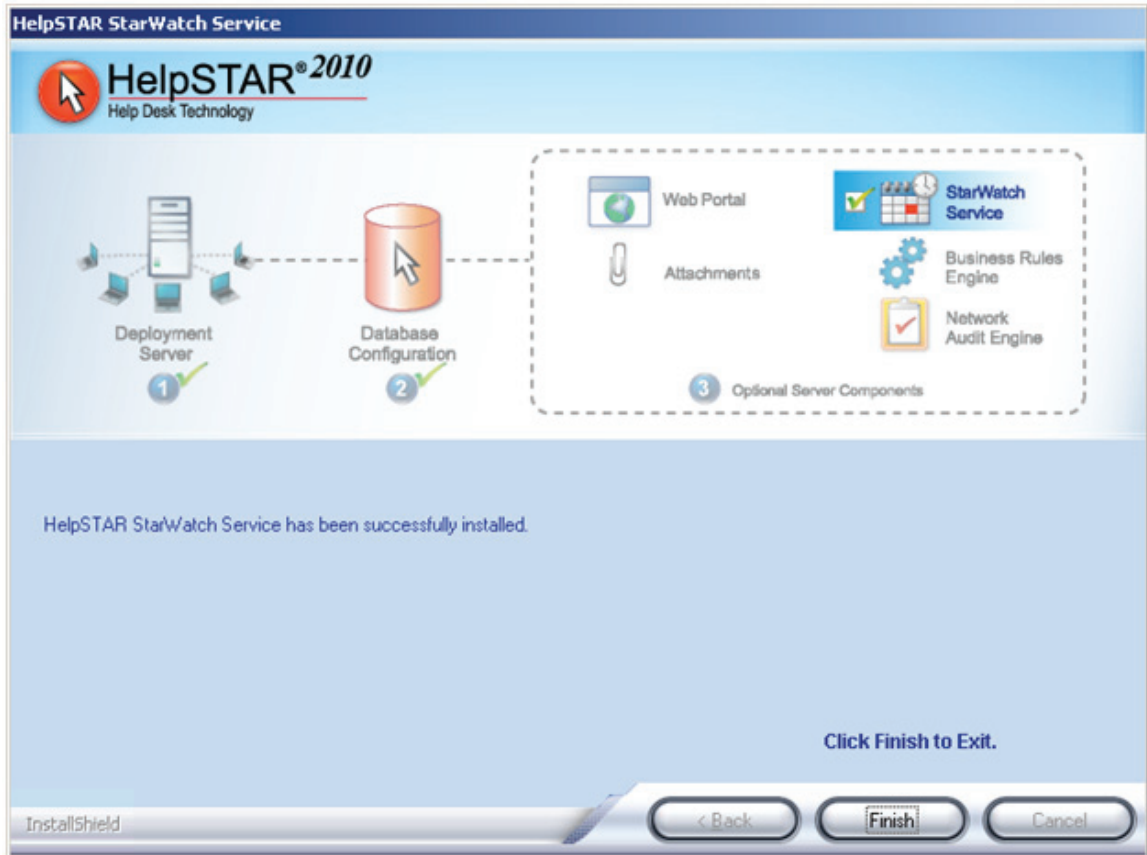 HelpSTAR StarWatch Service
HelpSTAR® 2010
Help Desk Technology
Deployment
Server
1
Database
Configuration
2
Web Portal
Attachments
StarWatch
Service
Business Rules
Engine
Network
Audit Engine
3 Optional Server Components
HelpSTAR StarWatch Service has been successfully installed.
Click Finish to Exit.
InstallShield
< Back
Finish
Cancel